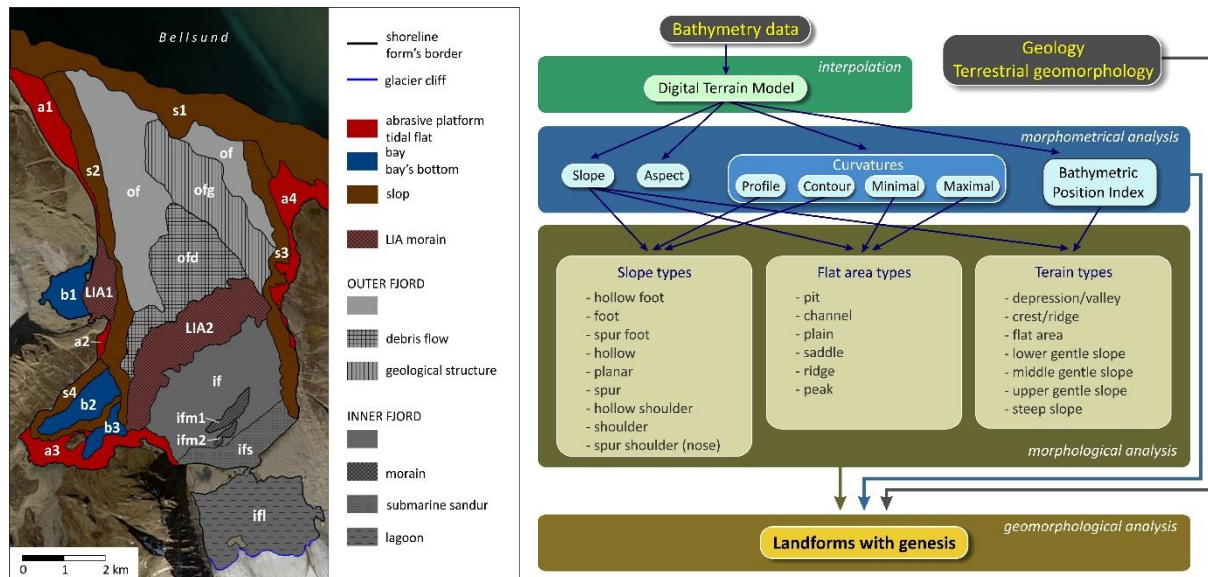 Bellsund
a1
s1
s2
of
of
ofg
a4
ofd
s3
b1
LIA1
LIA2
a2
s4
b2
if
b3
ifm1
ifm2
a3
ifs
ifl
0 1 2 km
shoreline
form's border
glacier cliff
abrasive platform
tidal flat
bay
bay's bottom
slop
LIA morain
OUTER FJORD
debris flow
geological structure
INNER FJORD
morain
submarine sandur
lagoon
Bathymetry data
Geology
Terrestrial geomorphology
interpolation
Digital Terrain Model
morphometrical analysis
Slope
Aspect
Curvatures
Profile
Contour
Minimal
Maximal
Bathymetric
Position Index
Slope types
- hollow foot
- foot
- spur foot
- hollow
- planar
- spur
- hollow shoulder
- shoulder
- spur shoulder (nose)
Flat area types
- pit
- channel
- plain
- saddle
- ridge
- peak
Terain types
- depression/valley
- crest/ridge
- flat area
- lower gentle slope
- middle gentle slope
- upper gentle slope
- steep slope
morphological analysis
geomorphological analysis
Landforms with genesis